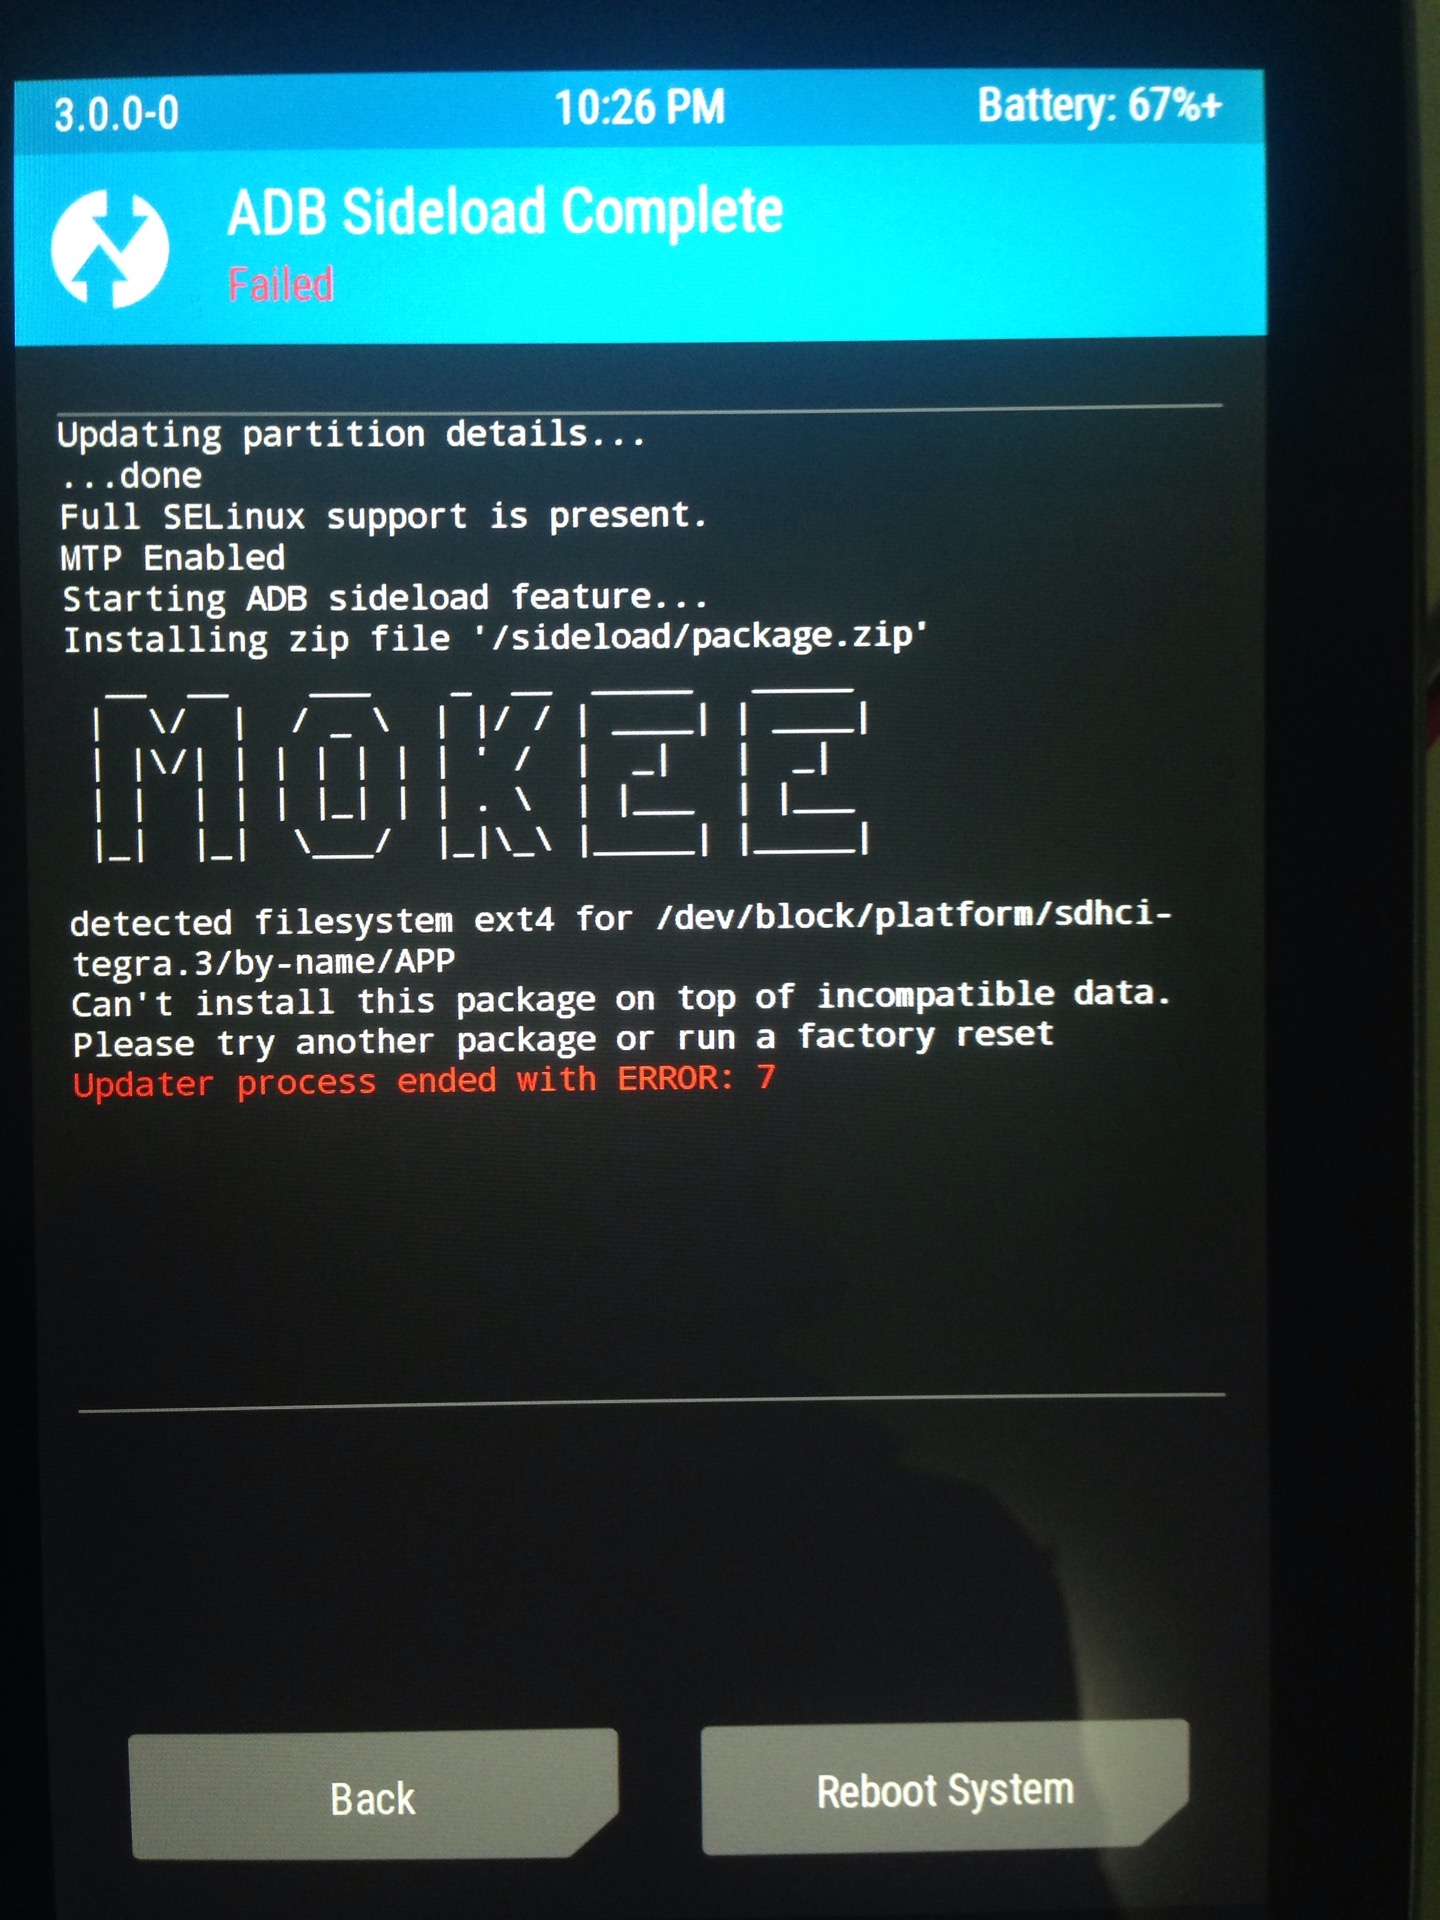 3.0.0-0 10:26 PM Battery: 67%+
ADB Sideload Complete
Failed
Updating partition details...
...done
Full SELinux support is present.
MTP Enabled
Starting ADB sideload feature...
Installing zip file '/sideload/package.zip'
MOKEE
detected filesystem ext4 for /dev/block/platform/sdhci-
tegra.3/by-name/APP
Can't install this package on top of incompatible data.
Please try another package or run a factory reset
Updater process ended with ERROR: 7
Back Reboot System